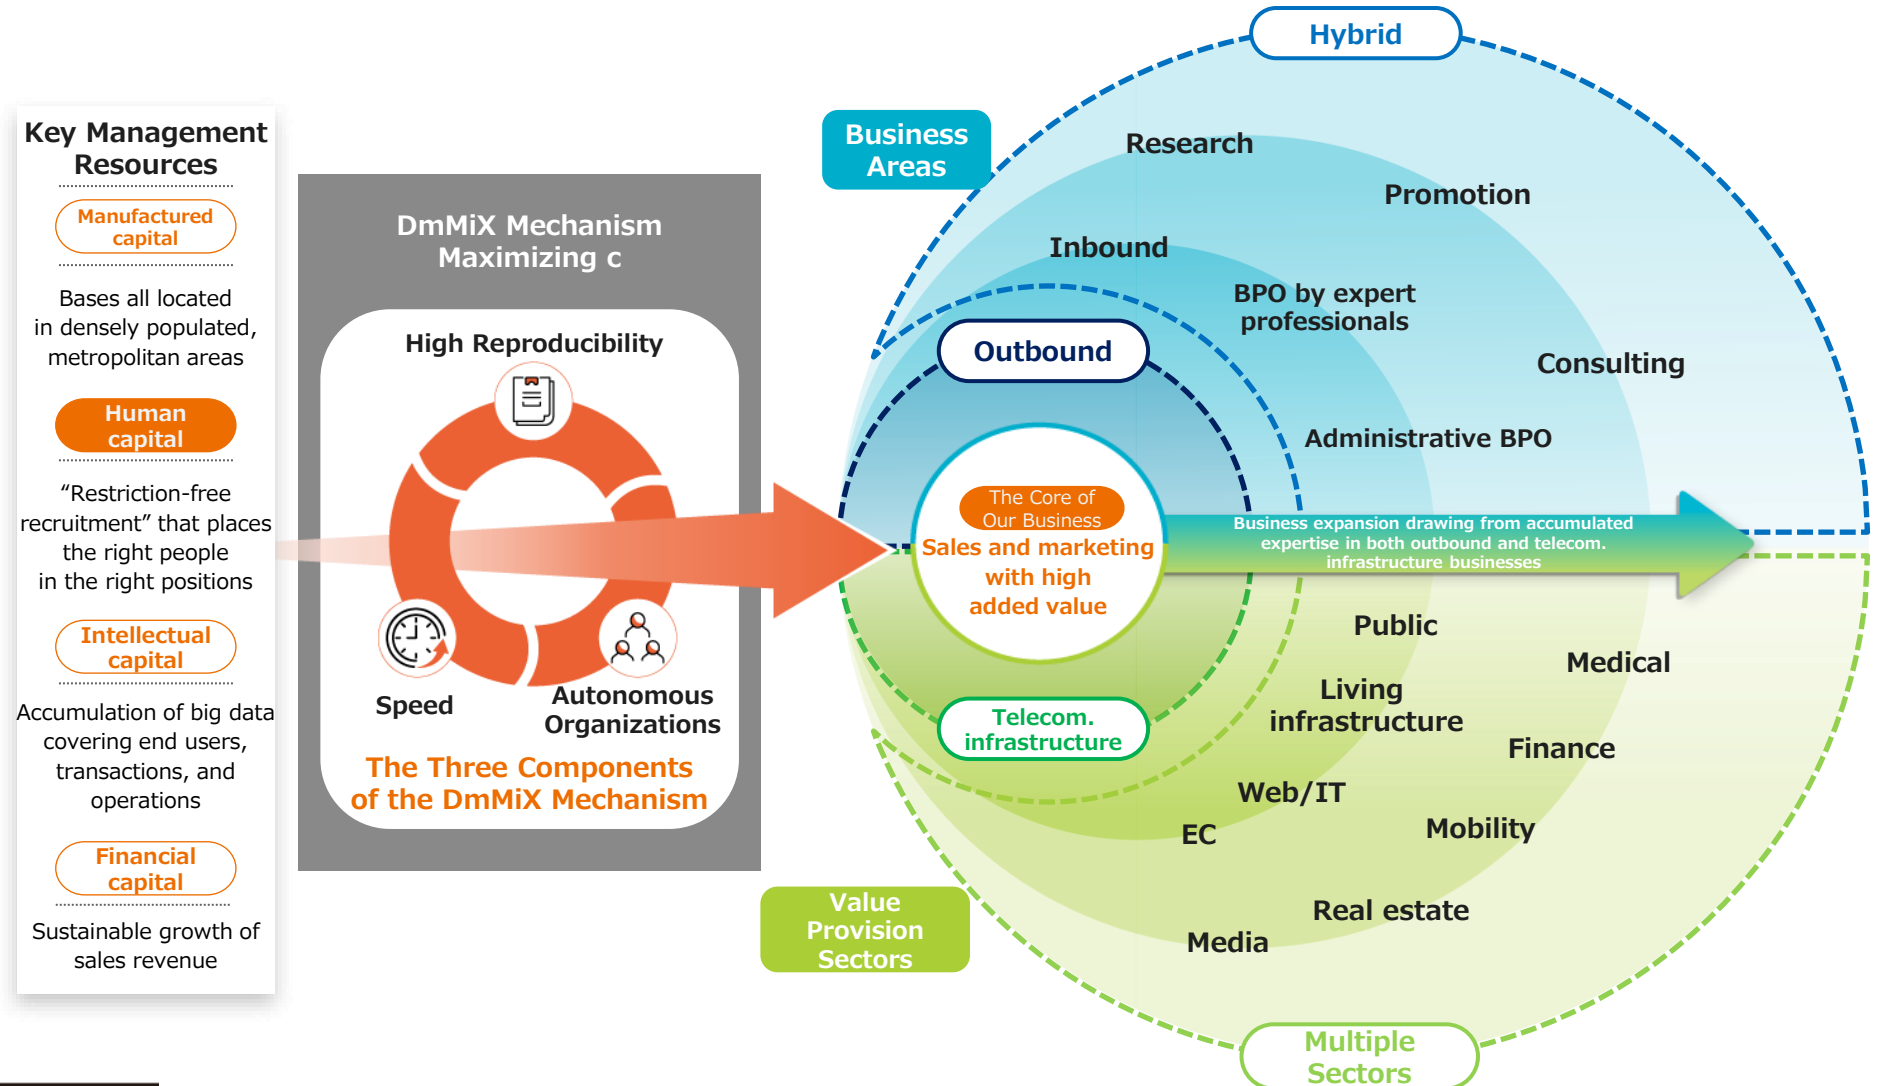 Key Management
Resources
Manufactured
capital
Bases all located
in densely populated,
metropolitan areas
Human
capital
“Restriction-free
recruitment” that places
the right people
in the right positions
Intellectual
capital
Accumulation of big data
covering end users,
transactions, and
operations
Financial
capital
Sustainable growth of
sales revenue
DmMiX Mechanism
Maximizing c
High Reproducibility
Speed
Autonomous
Organizations
The Three Components
of the DmMiX Mechanism
Hybrid
Business
Areas
Research
Promotion
Inbound
BPO by expert
professionals
Outbound
Consulting
Administrative BPO
The Core of
Our Business
Sales and marketing
with high
added value
Business expansion drawing from accumulated
expertise in both outbound and telecom.
infrastructure businesses
Public
Medical
Living
infrastructure
Telecom.
infrastructure
Finance
Web/IT
EC
Mobility
Value
Provision
Sectors
Real estate
Media
Multiple
Sectors